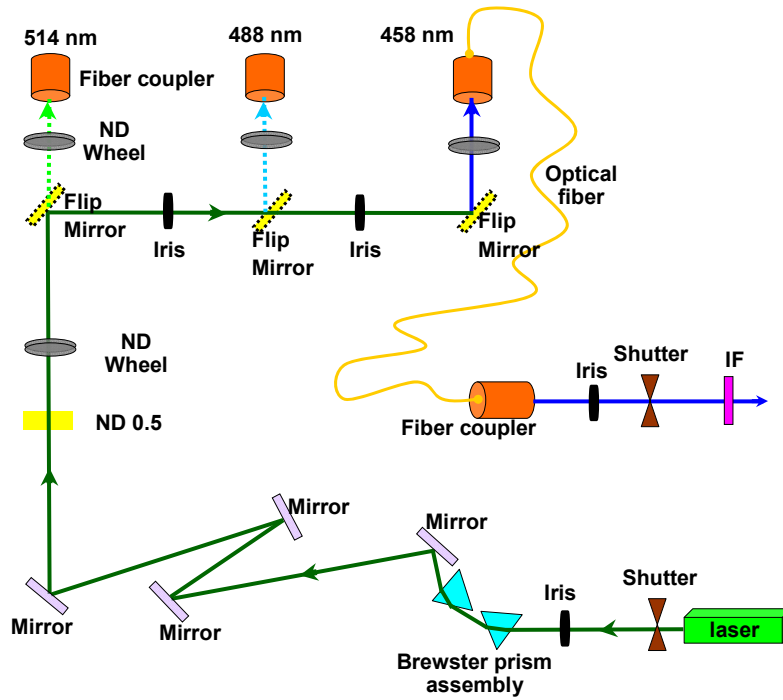 514 nm
488 nm
458 nm
Fiber coupler
ND
Wheel
Optical
fiber
Flip
Mirror
Iris
Flip
Mirror
Iris
Flip
Mirror
ND
Wheel
Shutter
IF
Iris
ND 0.5
Fiber coupler
Mirror
Mirror
Shutter
Iris
Mirror
Mirror
laser
Brewster prism
assembly